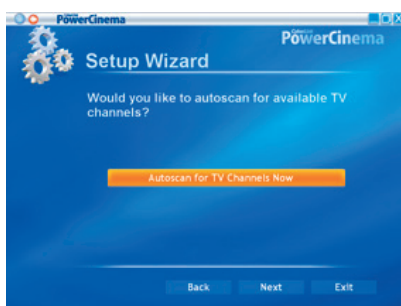 PowerCinema
CyberLink
PowerCinema
Setup Wizard
Would you like to autoscan for available TV
channels?
Autoscan for TV Channels Now
Back Next Exit